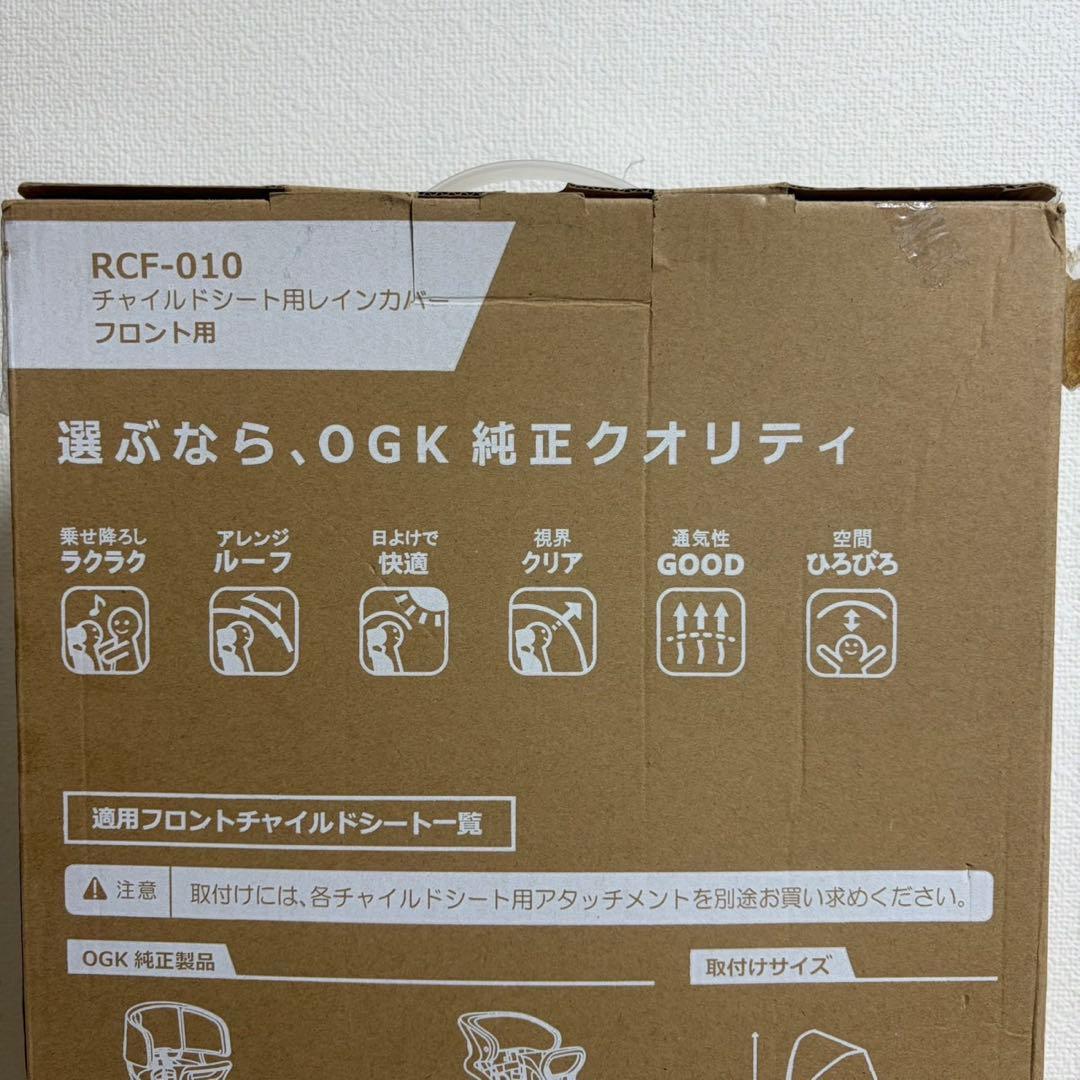 RCF-010
チャイルドシート用レインカバー
フロント用
選ぶなら、OGK 純正クオリティ
乗せ降ろし
ラクラク
アレンジ
ルーフ
日よけで
快適
視界
クリア
通気性
GOOD
空間
ひろびろ
適用フロントチャイルドシート一覧
注意
取付けには、各チャイルドシート用アタッチメントを別途お買い求めください。
OGK 純正製品
取付けサイズ